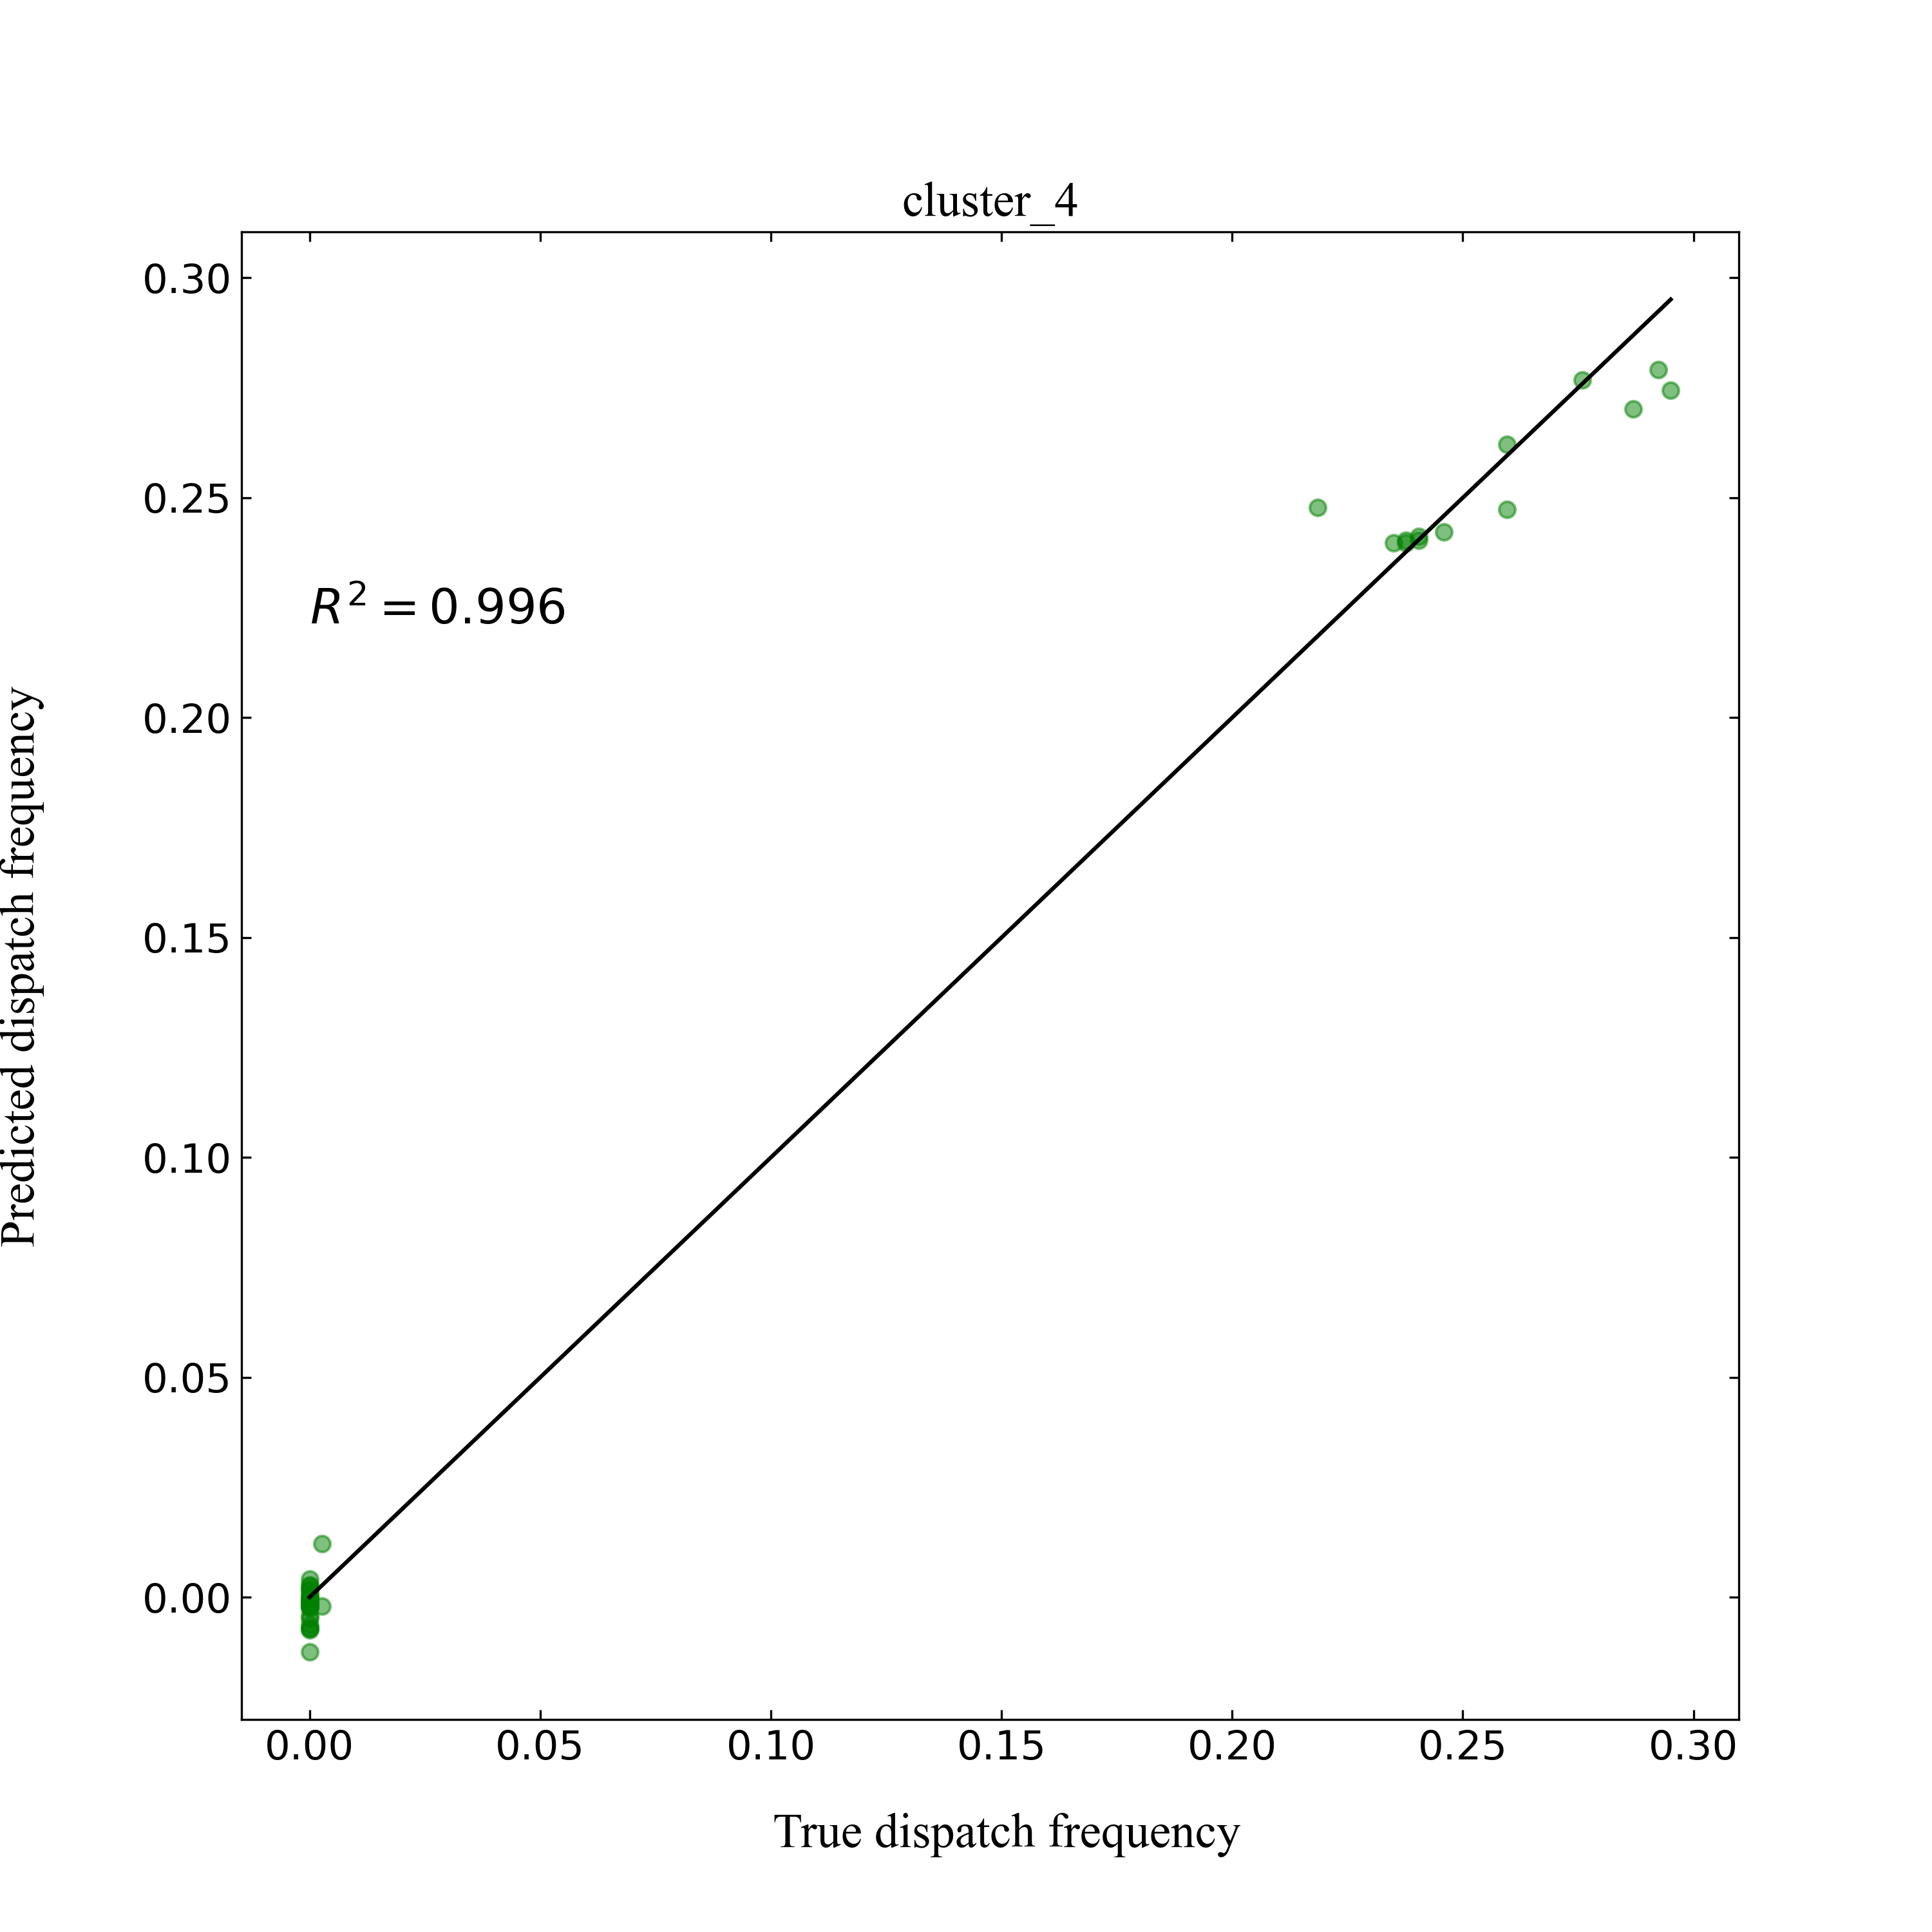 cluster_4
0.30
0.25
0.20
0.15
0.10
0.05
0.00
R² = 0.996
Predicted dispatch frequency
0.00 0.05 0.10 0.15 0.20 0.25 0.30
True dispatch frequency